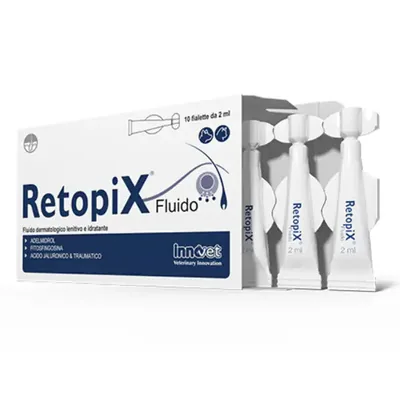 10 fialette da 2 ml
RetopiX®
Fluido
Fluido dermatologico lenitivo e idratante
ADELMIDROL
FITOSFINGOSINA
ACIDO JALURONICO & TRAUMATICO
innovet
Veterinary Innovation
RetopiX
2 ml
RetopiX
2 ml